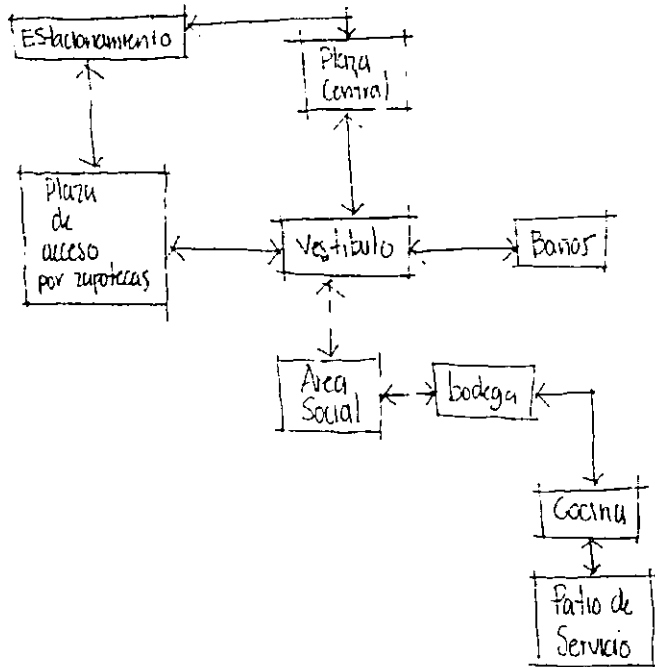 Estacionamiento
Plaza
Central
Plaza
de
acceso
por zapotecas
Vestibulo
Baños
Area
Social
bodega
Cocina
Patio de
Servicio